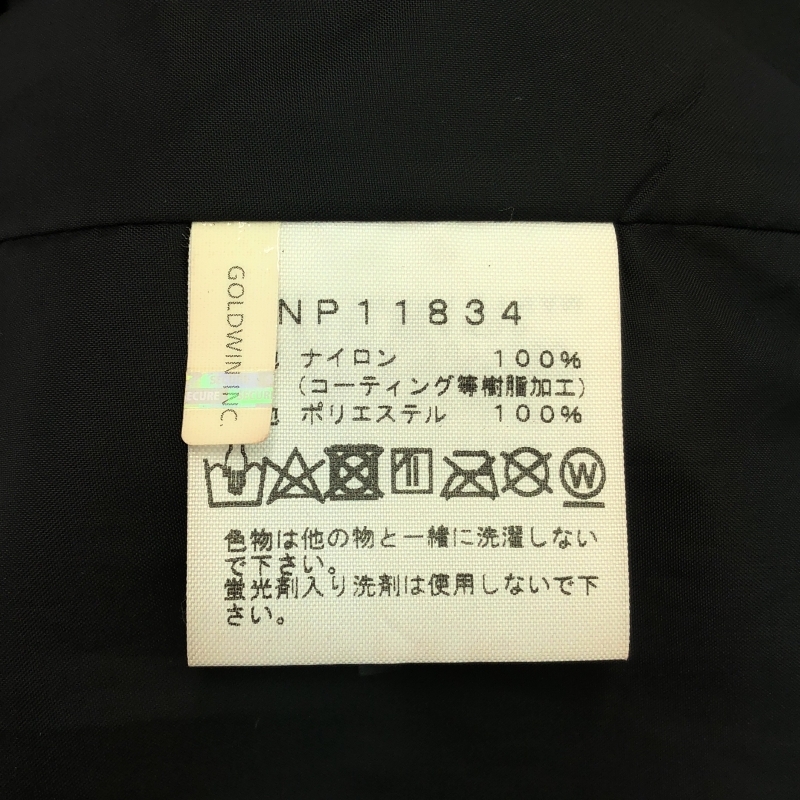 GOLDWIN INC.
NP11834
地 ナイロン 100%
(コーティング等樹脂加工)
地 ポリエステル 100%
W
色物は他の物と一緒に洗濯しない
で下さい。
蛍光剤入り洗剤は使用しないで下
さい。